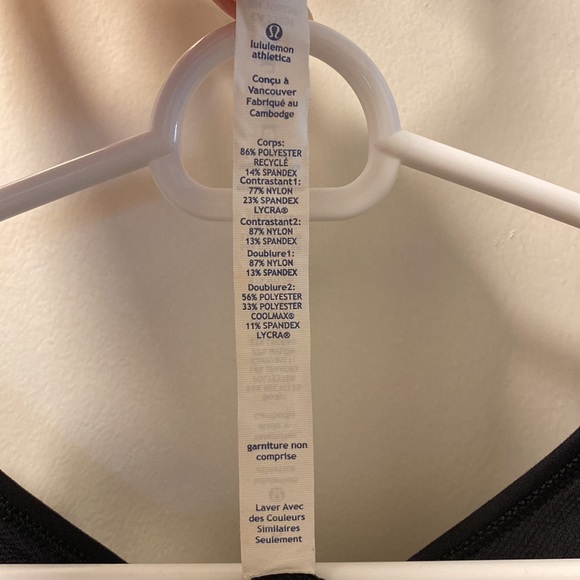 lululemon
athletica
Conçu à
Vancouver
Fabriqué au
Cambodge
Corps:
86% POLYESTER
RECYCLÉ
14% SPANDEX
Contrastant1:
77% NYLON
23% SPANDEX
LYCRA®
Contrastant2:
87% NYLON
13% SPANDEX
Doublure1:
87% NYLON
13% SPANDEX
Doublure2:
56% POLYESTER
33% POLYESTER
COOLMAX®
11% SPANDEX
LYCRA®
garniture non
comprise
Laver Avec
des Couleurs
Similaires
Seulement